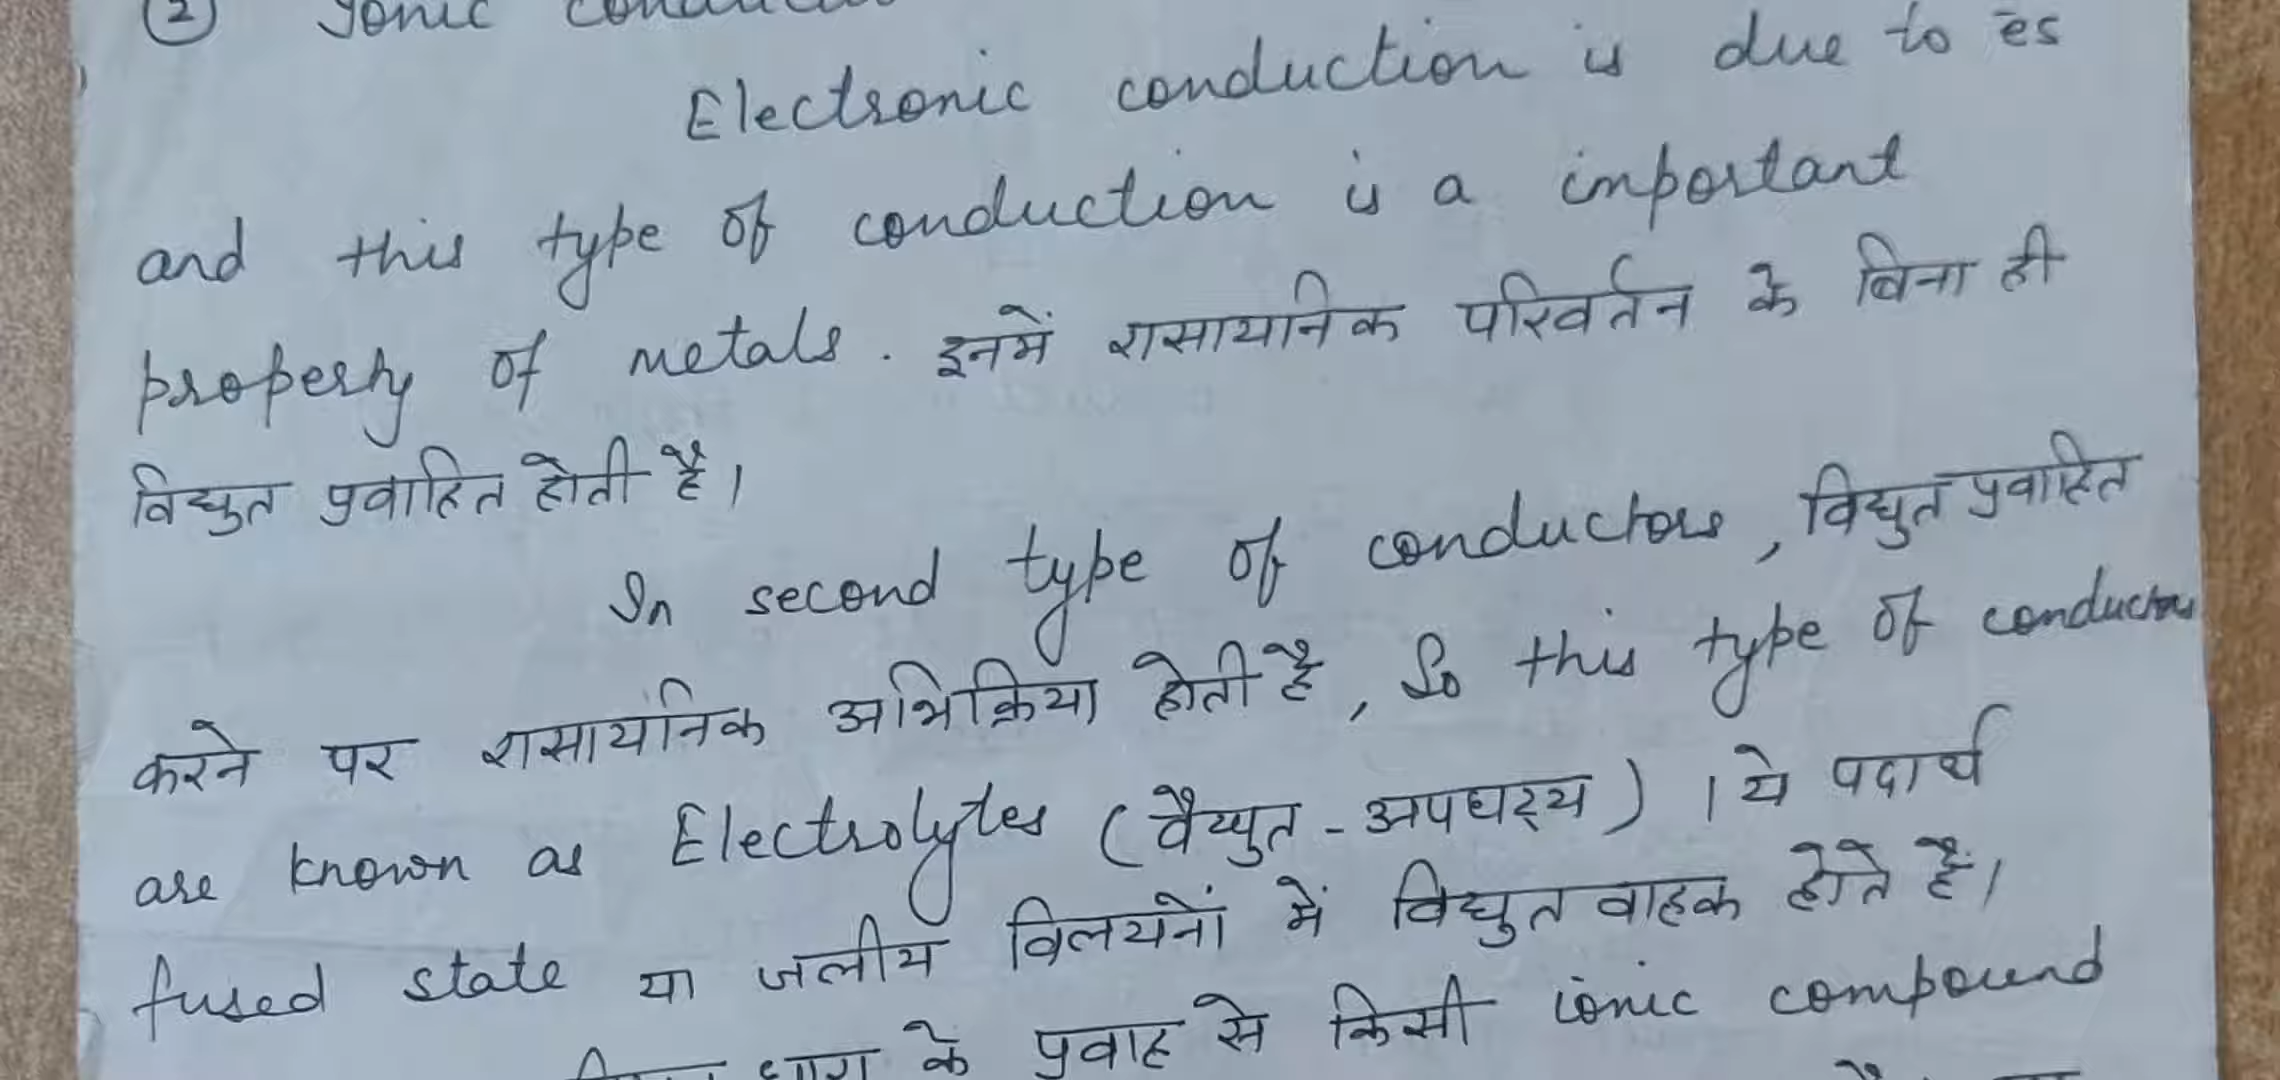 ② Ionic
Electronic conduction is due to ēs
and this type of conduction is a important
property of metals. इनमें रासायनिक परिवर्तन के बिना ही
विद्युत प्रवाहित होती है।
In second type of conductors, विद्युत प्रवाहित
करने पर रासायनिक अभिक्रिया होती है, So this type of conductors
are known as Electrolytes (वैद्युत - अपघट्य) । ये पदार्थ
fused state या जलीय विलयनों में विद्युत वाहक होते हैं।
धारा के प्रवाह से किसी ionic compound